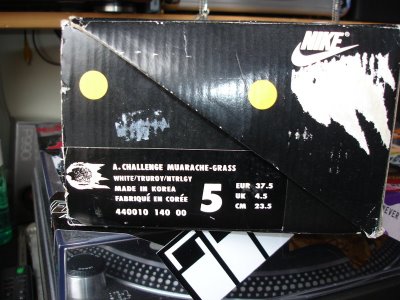 NIKE
A.CHALLENGE MUARACHE-GRASS
WHITE/TRURDY/NTRLGY
MADE IN KOREA
FABRIQUÉ EN CORÉE
440010 140 00
5
EUR 37.5
UK 4.5
CM 23.5